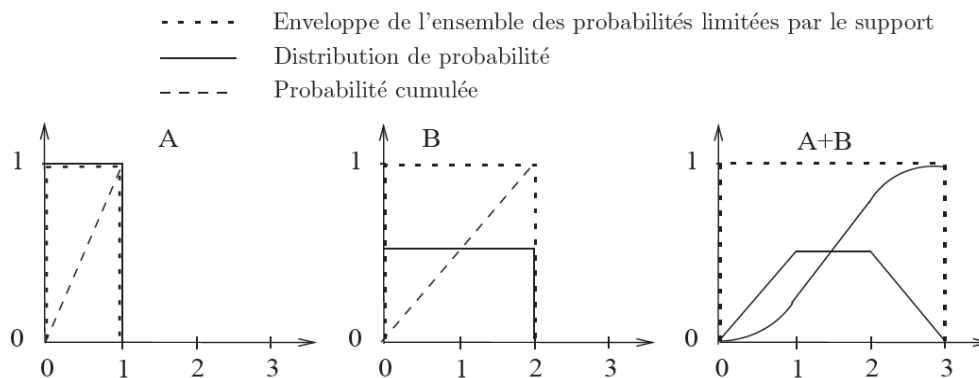 Enveloppe de l'ensemble des probabilités limitées par le support
Distribution de probabilité
Probabilité cumulée
A
B
A+B
1
1
1
0
0
0
0 1 2 3
0 1 2 3
0 1 2 3